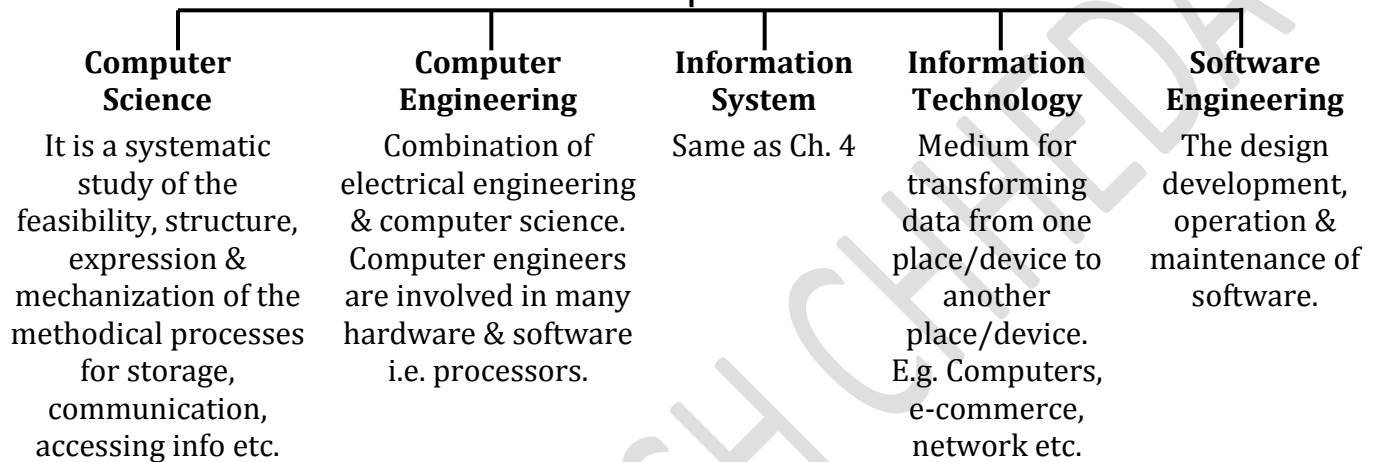 Computer
Science
It is a systematic
study of the
feasibility, structure,
expression &
mechanization of the
methodical processes
for storage,
communication,
accessing info etc.
Computer
Engineering
Combination of
electrical engineering
& computer science.
Computer engineers
are involved in many
hardware & software
i.e. processors.
Information
System
Same as Ch. 4
Information
Technology
Medium for
transforming
data from one
place/device to
another
place/device.
E.g. Computers,
e-commerce,
network etc.
Software
Engineering
The design
development,
operation &
maintenance of
software.